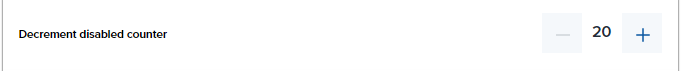 Decrement disabled counter
— 20 +